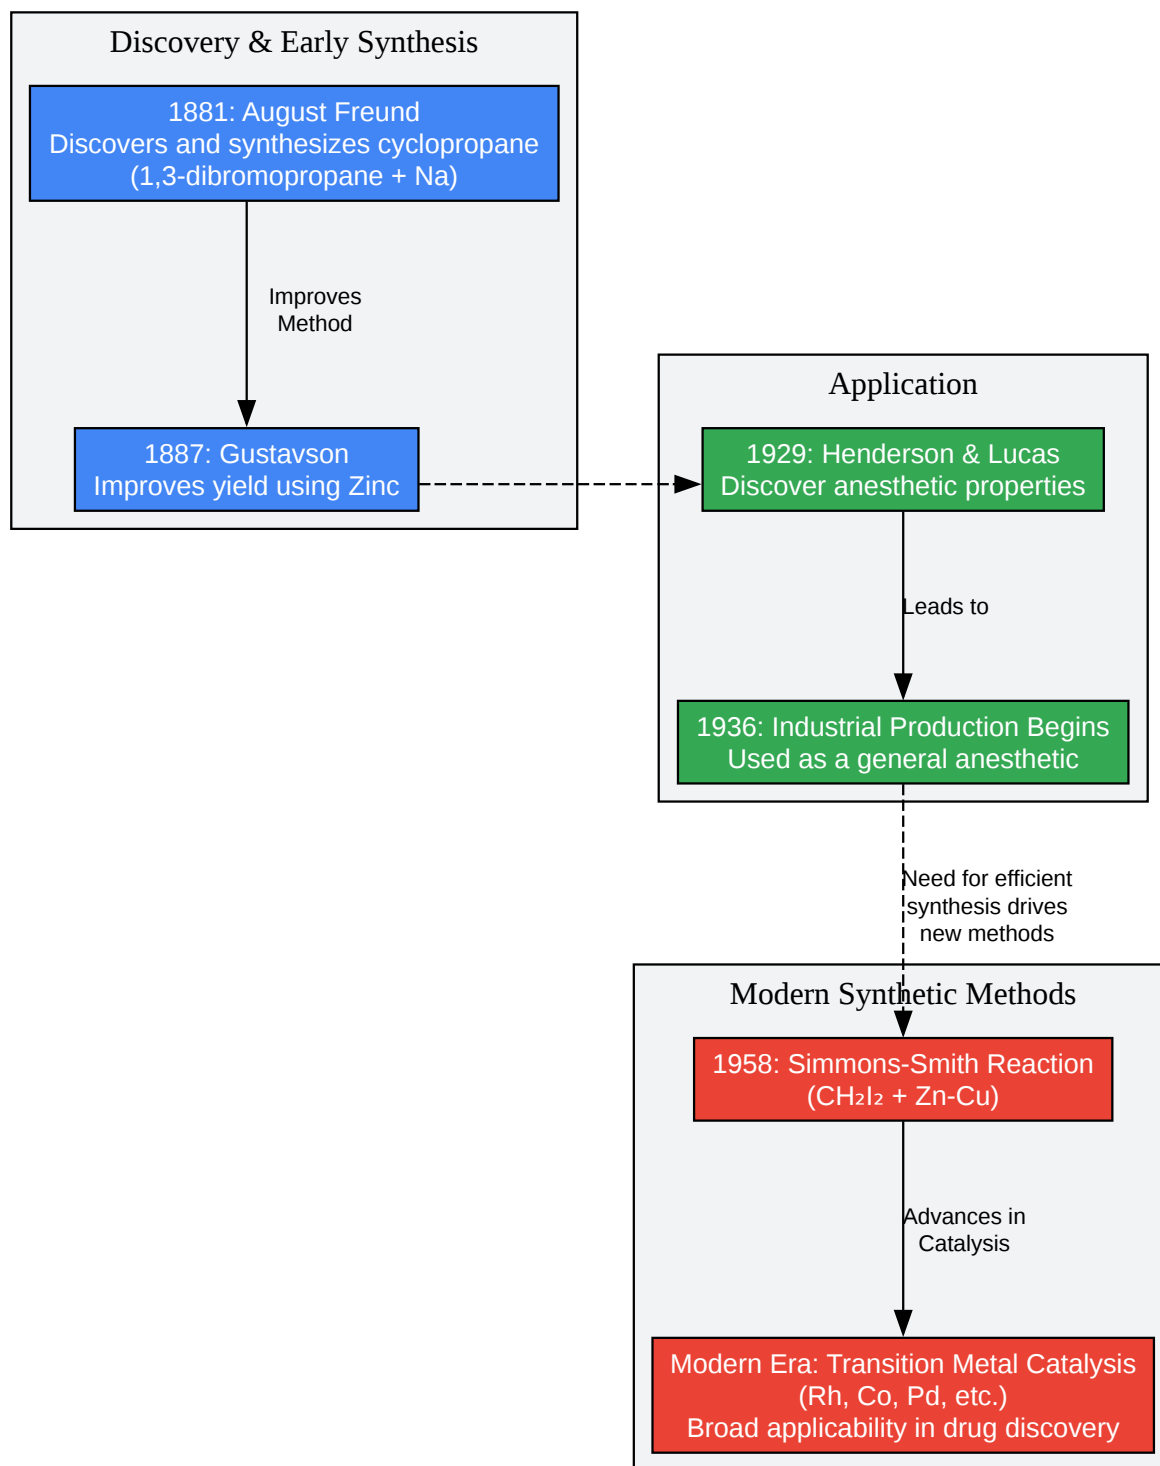 Discovery & Early Synthesis
1881: August Freund
Discovers and synthesizes cyclopropane
(1,3-dibromopropane + Na)
Improves
Method
1887: Gustavson
Improves yield using Zinc
Application
1929: Henderson & Lucas
Discover anesthetic properties
Leads to
1936: Industrial Production Begins
Used as a general anesthetic
Need for efficient
synthesis drives
new methods
Modern Synthetic Methods
1958: Simmons-Smith Reaction
(CH₂I₂ + Zn-Cu)
Advances in
Catalysis
Modern Era: Transition Metal Catalysis
(Rh, Co, Pd, etc.)
Broad applicability in drug discovery